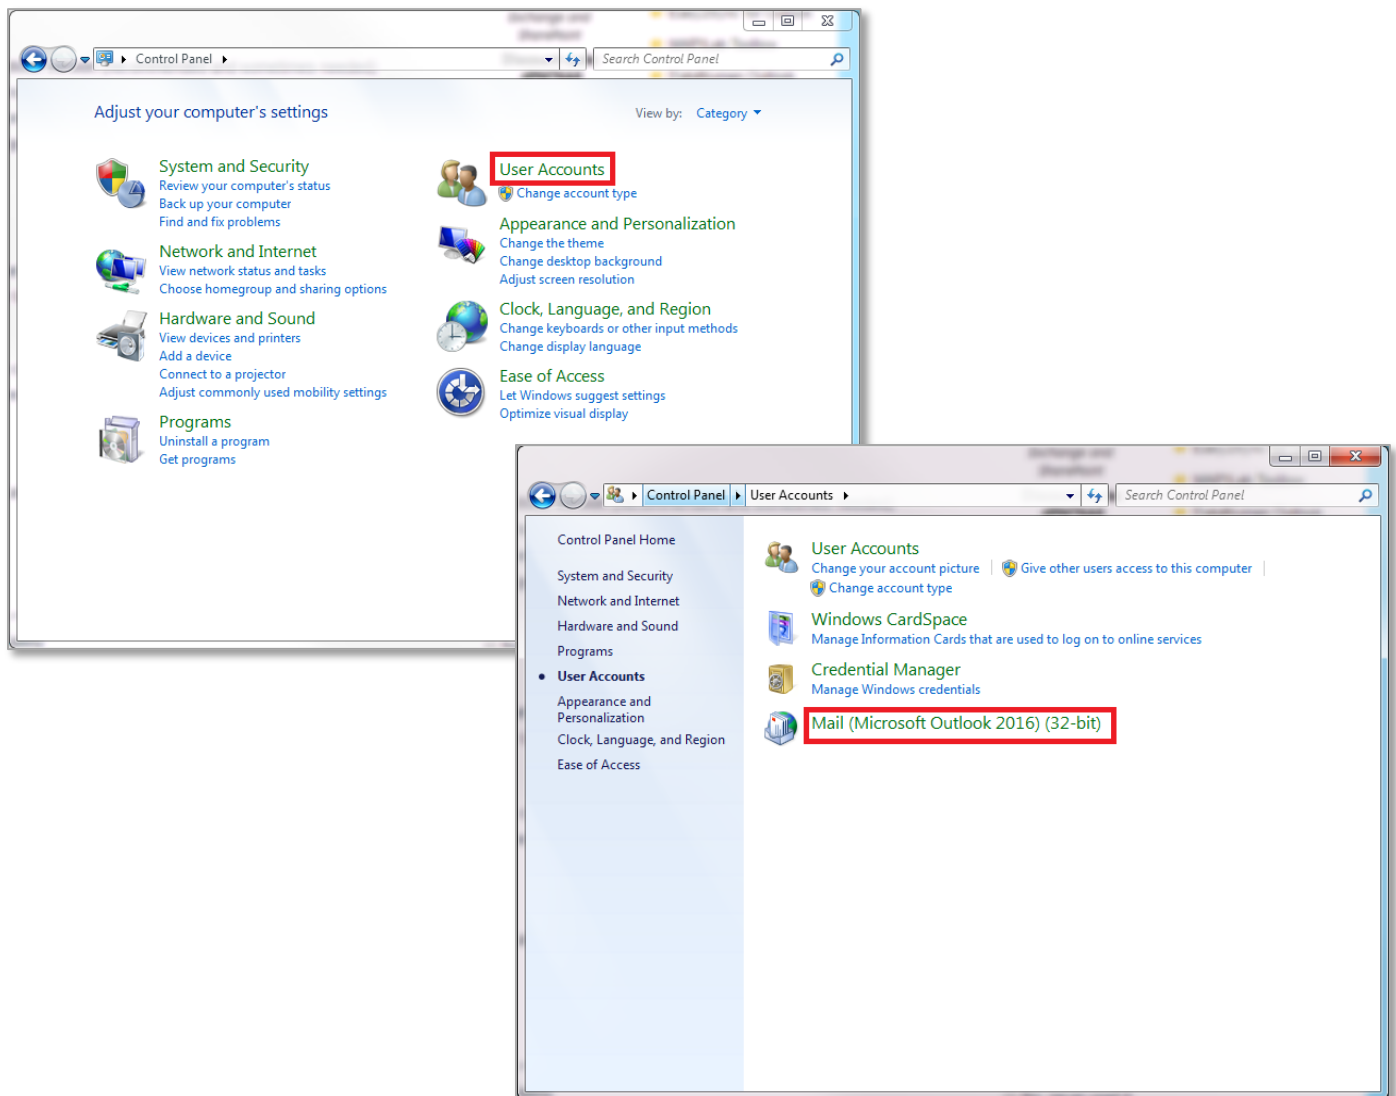 Control Panel
Search Control Panel
Adjust your computer's settings
View by: Category
System and Security
Review your computer's status
Back up your computer
Find and fix problems
Network and Internet
View network status and tasks
Choose homegroup and sharing options
Hardware and Sound
View devices and printers
Add a device
Connect to a projector
Adjust commonly used mobility settings
Programs
Uninstall a program
Get programs
User Accounts
Change account type
Appearance and Personalization
Change the theme
Change desktop background
Adjust screen resolution
Clock, Language, and Region
Change keyboards or other input methods
Change display language
Ease of Access
Let Windows suggest settings
Optimize visual display
Control Panel User Accounts
Search Control Panel
Control Panel Home
System and Security
Network and Internet
Hardware and Sound
Programs
User Accounts
Appearance and
Personalization
Clock, Language, and Region
Ease of Access
User Accounts
Change your account picture Give other users access to this computer
Change account type
Windows CardSpace
Manage Information Cards that are used to log on to online services
Credential Manager
Manage Windows credentials
Mail (Microsoft Outlook 2016) (32-bit)